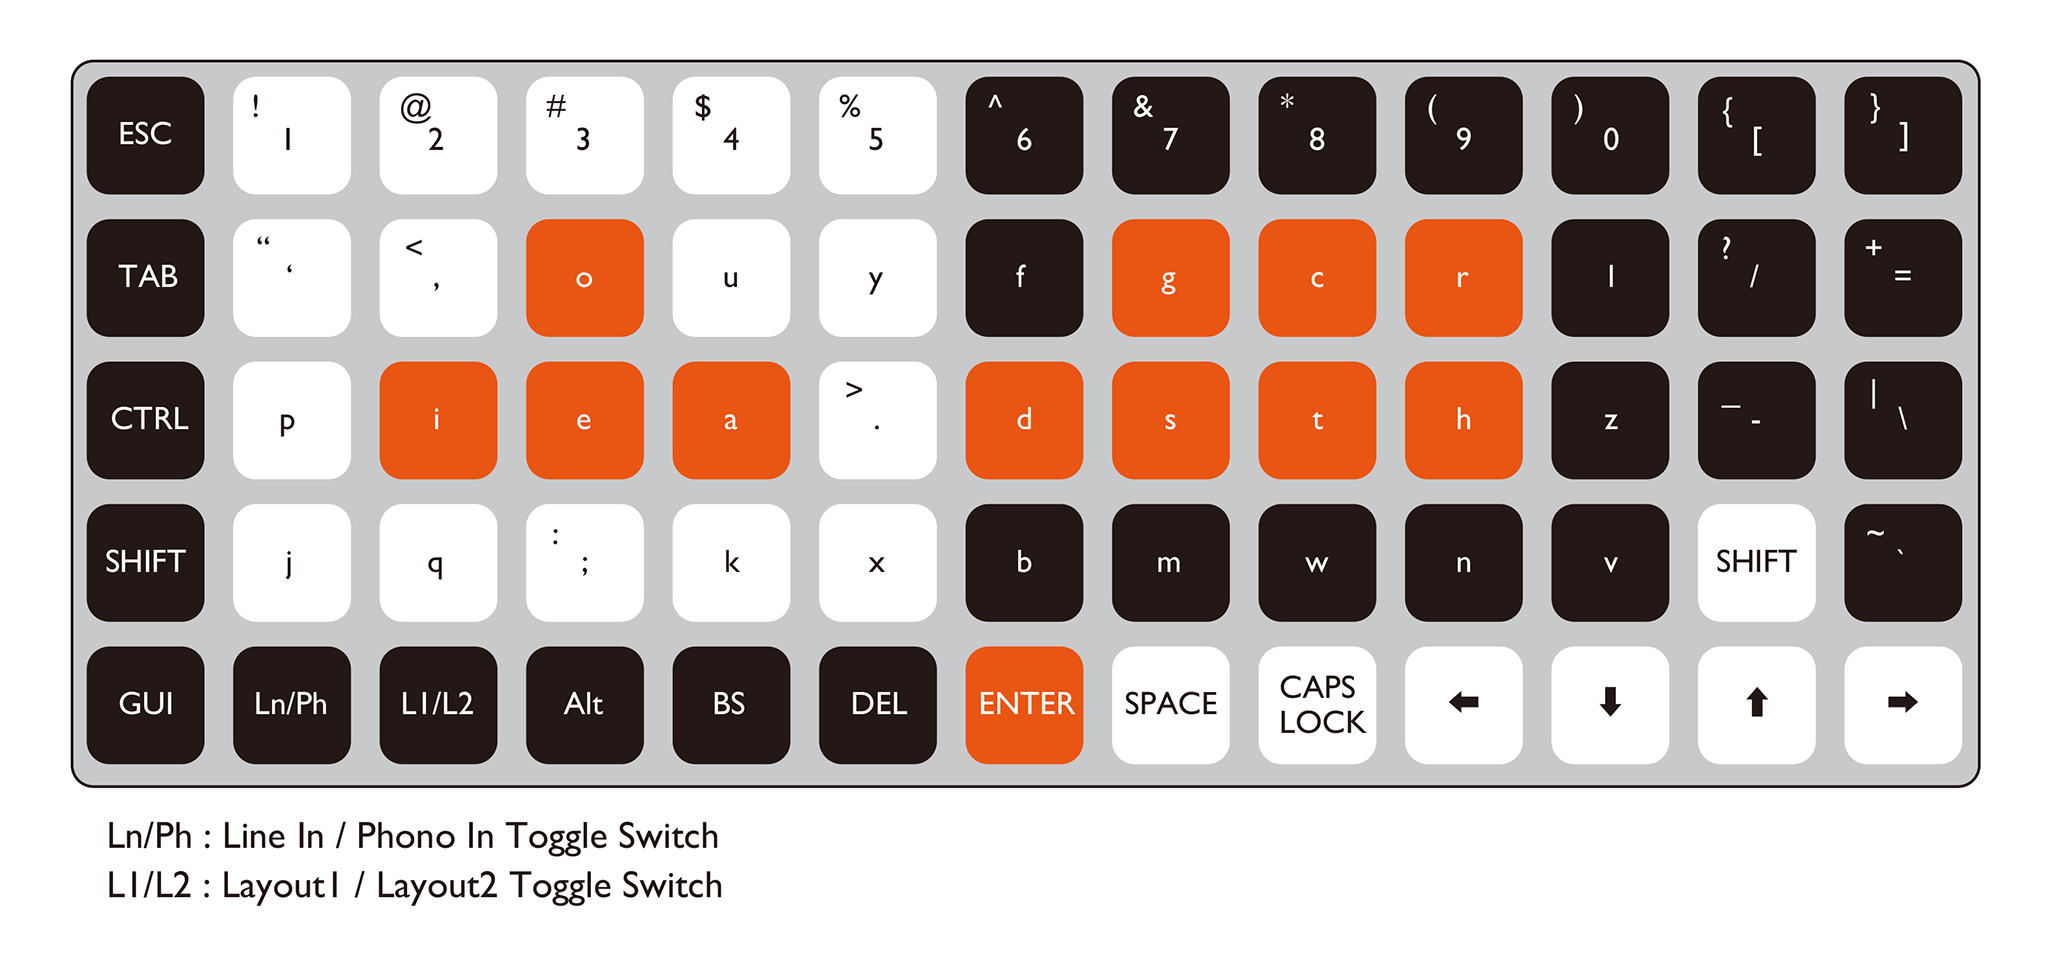 ESC ! 1 @ 2 # 3 $ 4 % 5 ^ 6 & 7 * 8 ( 9 ) 0 { [ } ]
TAB “ ‘ < , o u y f g c r l ? / + =
CTRL p i e a > . d s t h z _ - | \
SHIFT j q : ; k x b m w n v SHIFT ~ `
GUI Ln/Ph L1/L2 Alt BS DEL ENTER SPACE CAPS LOCK ← ↓ ↑ →
Ln/Ph : Line In / Phono In Toggle Switch
L1/L2 : Layout1 / Layout2 Toggle Switch